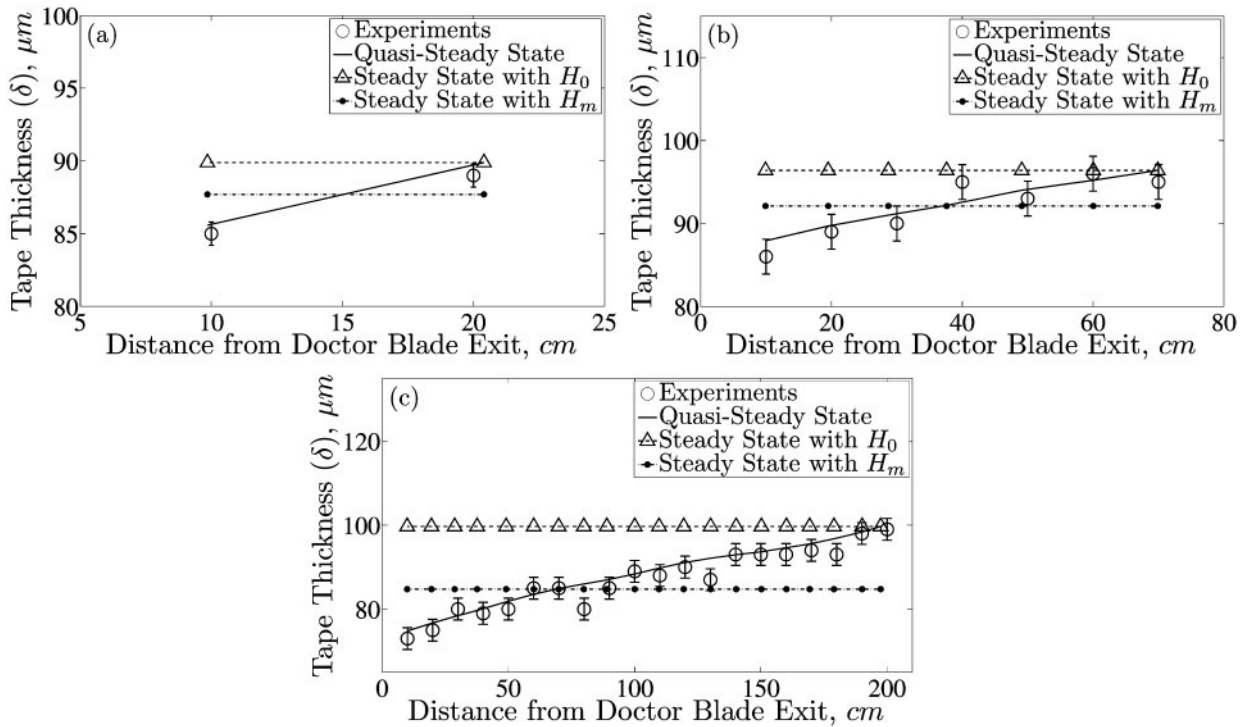 (a)
Experiments
Quasi-Steady State
Steady State with H₀
Steady State with Hₘ
Tape Thickness (δ), μm
100
95
90
85
80
5
10
15
20
25
Distance from Doctor Blade Exit, cm
(b)
Experiments
Quasi-Steady State
Steady State with H₀
Steady State with Hₘ
Tape Thickness (δ), μm
110
100
90
80
0
20
40
60
80
Distance from Doctor Blade Exit, cm
(c)
Experiments
Quasi-Steady State
Steady State with H₀
Steady State with Hₘ
Tape Thickness (δ), μm
120
100
80
0
50
100
150
200
Distance from Doctor Blade Exit, cm